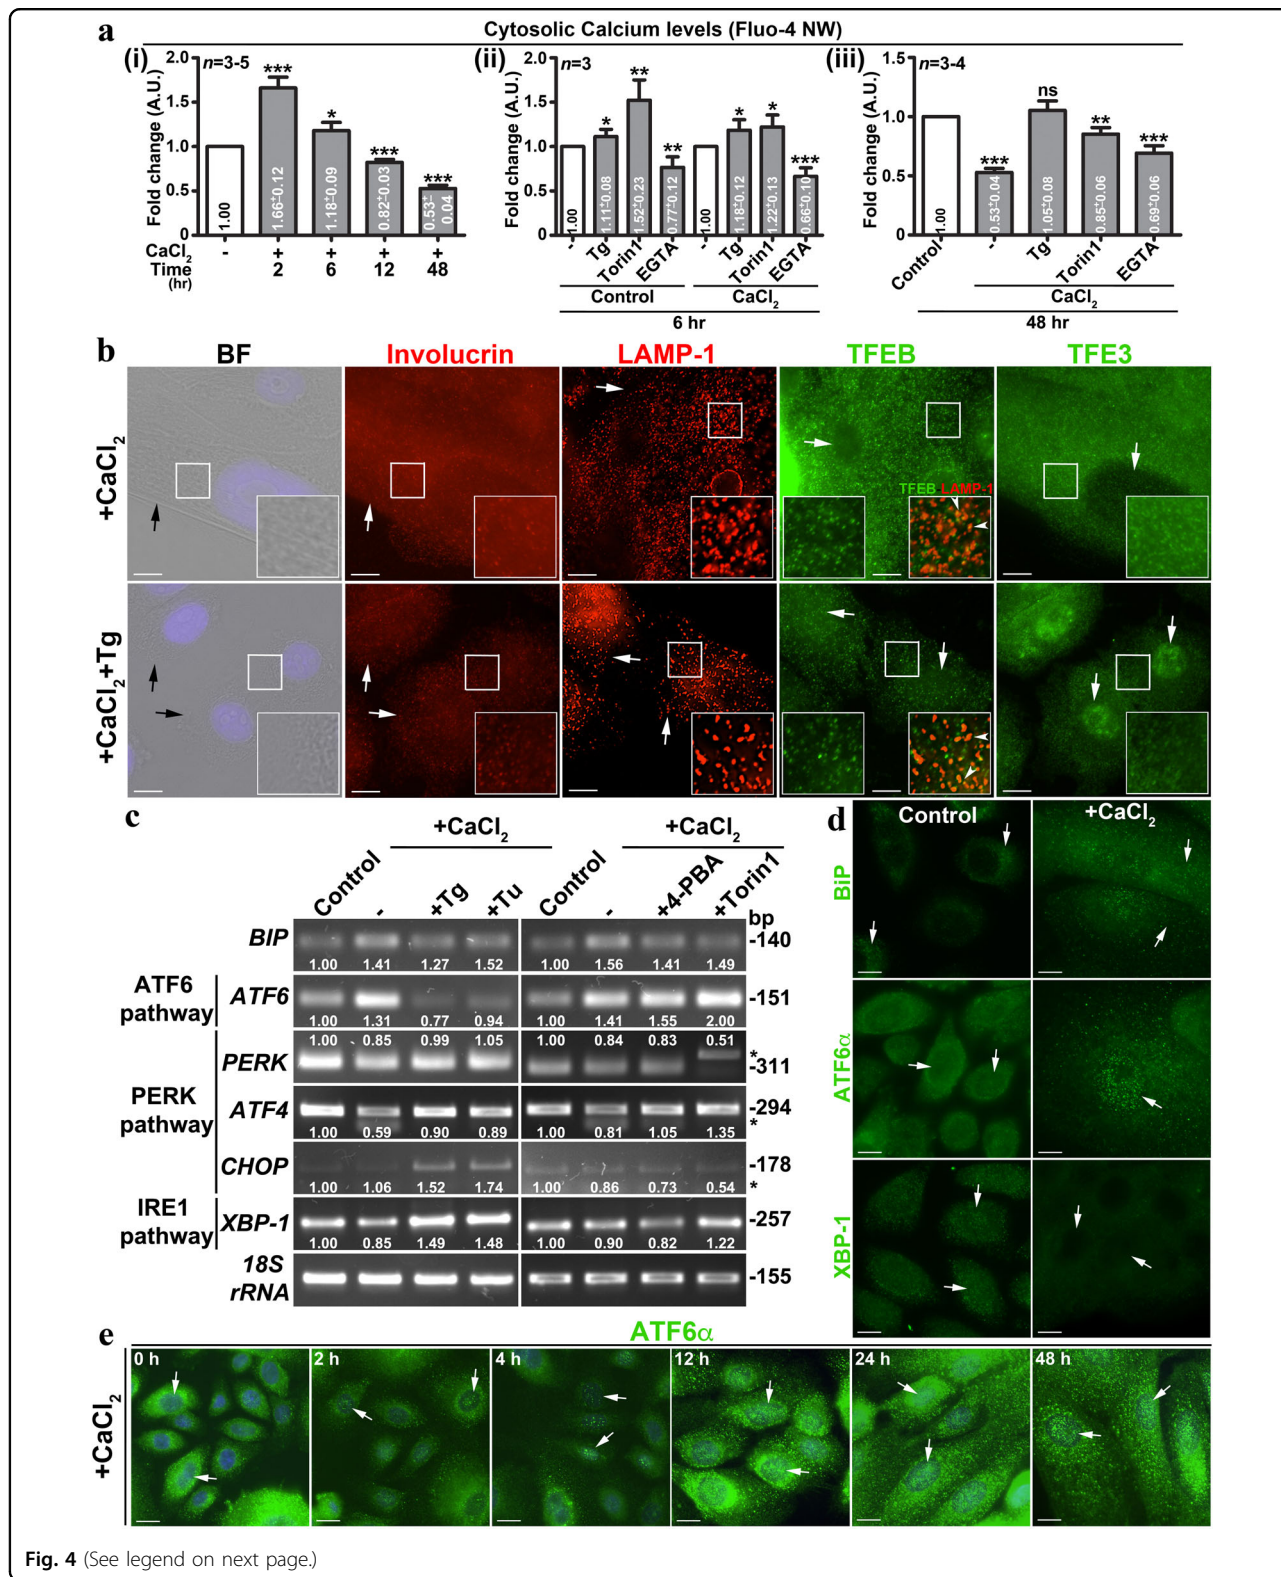 a
Cytosolic Calcium levels (Fluo-4 NW)
(i)
n=3-5
Fold change (A.U.)
2.0
1.5
1.0
0.5
0
***
*
***
***
1.00
1.66±0.12
1.18±0.09
0.82±0.03
0.53±0.04
CaCl2 - + + + +
Time (hr) 2 6 12 48
(ii)
n=3
Fold change (A.U.)
2.0
1.5
1.0
0.5
0
*
**
**
*
*
***
1.00
1.11±0.08
1.52±0.23
0.77±0.12
1.00
1.18±0.12
1.22±0.13
0.66±0.10
- Tg Torin1 EGTA - Tg Torin1 EGTA
Control CaCl2
6 hr
(iii)
n=3-4
Fold change (A.U.)
1.5
1.0
0.5
0
***
ns
**
***
1.00
0.53±0.04
1.05±0.08
0.85±0.06
0.69±0.06
Control - Tg Torin1 EGTA
CaCl2
48 hr
b
BF Involucrin LAMP-1 TFEB TFE3
+CaCl2
TFEB LAMP-1
+CaCl2+Tg
c
+CaCl2 +CaCl2
Control - +Tg +Tu Control - +4-PBA +Torin1
bp
BIP -140
1.00 1.41 1.27 1.52 1.00 1.56 1.41 1.49
ATF6 pathway
ATF6 -151
1.00 1.31 0.77 0.94 1.00 1.41 1.55 2.00
PERK pathway
1.00 0.85 0.99 1.05 1.00 0.84 0.83 0.51
*
PERK -311
ATF4 -294
*
1.00 0.59 0.90 0.89 1.00 0.81 1.05 1.35
CHOP -178
1.00 1.06 1.52 1.74 1.00 0.86 0.73 0.54 *
IRE1 pathway
XBP-1 -257
1.00 0.85 1.49 1.48 1.00 0.90 0.82 1.22
18S rRNA -155
d
Control +CaCl2
BiP
ATF6α
XBP-1
e
ATF6α
+CaCl2
0 h 2 h 4 h 12 h 24 h 48 h
Fig. 4 (See legend on next page.)